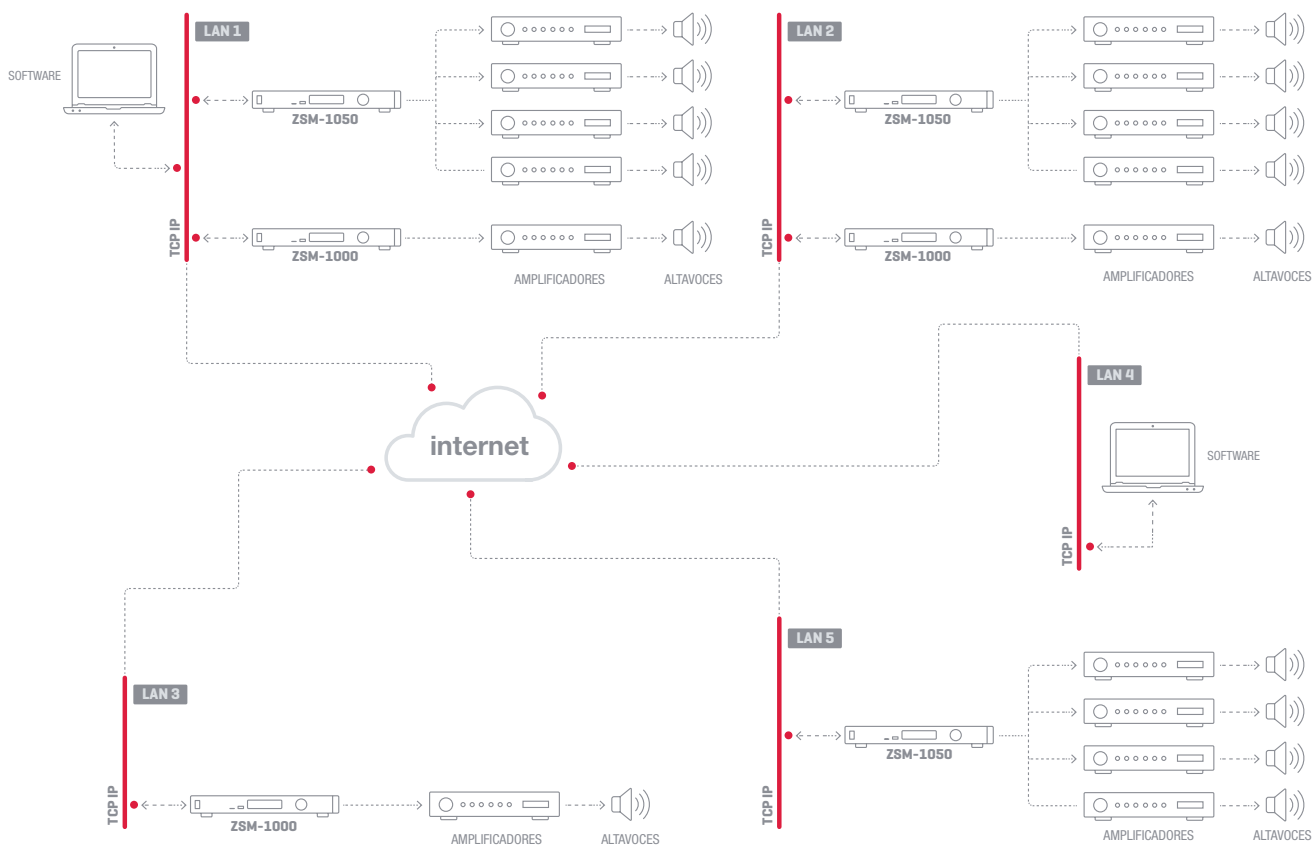 LAN 1
SOFTWARE
ZSM-1050
TCP IP
ZSM-1000
AMPLIFICADORES
ALTAVOCES
LAN 2
ZSM-1050
TCP IP
ZSM-1000
AMPLIFICADORES
ALTAVOCES
internet
LAN 4
SOFTWARE
TCP IP
LAN 3
TCP IP
ZSM-1000
AMPLIFICADORES
ALTAVOCES
LAN 5
ZSM-1050
TCP IP
AMPLIFICADORES
ALTAVOCES